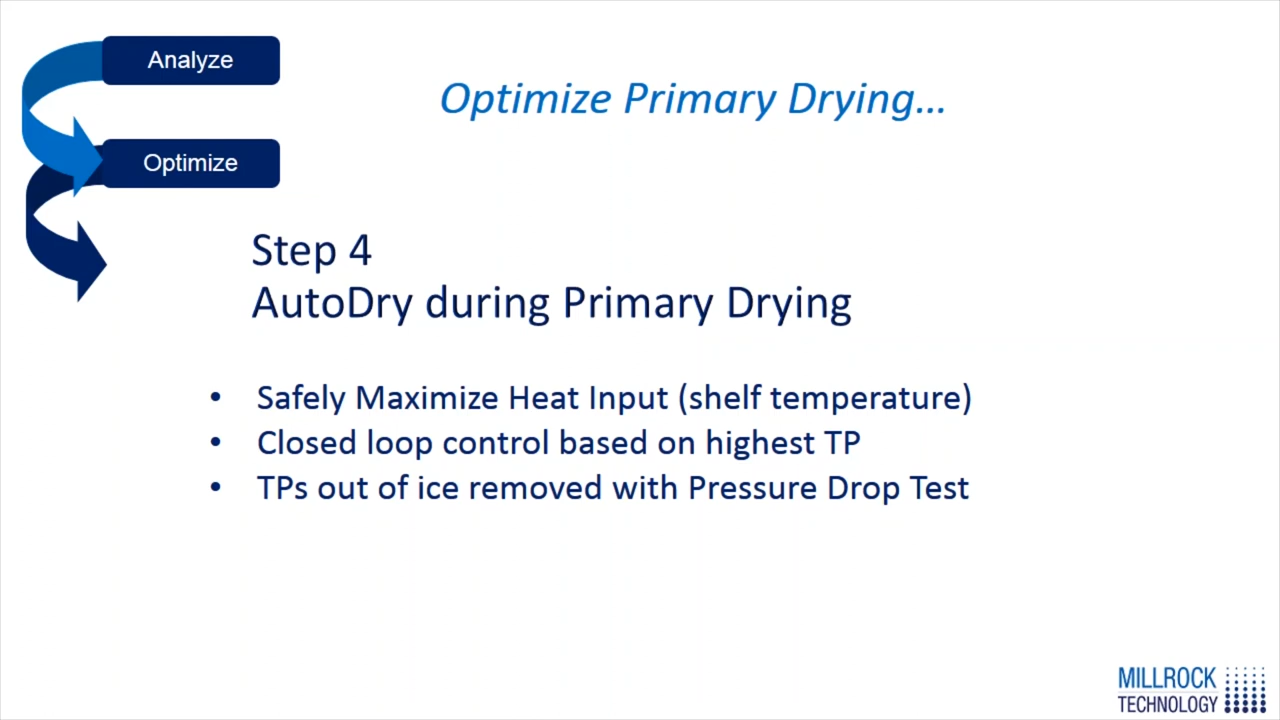 Analyze
Optimize Primary Drying...
Optimize
Step 4
AutoDry during Primary Drying
• Safely Maximize Heat Input (shelf temperature)
• Closed loop control based on highest TP
• TPs out of ice removed with Pressure Drop Test
MILLROCK
TECHNOLOGY